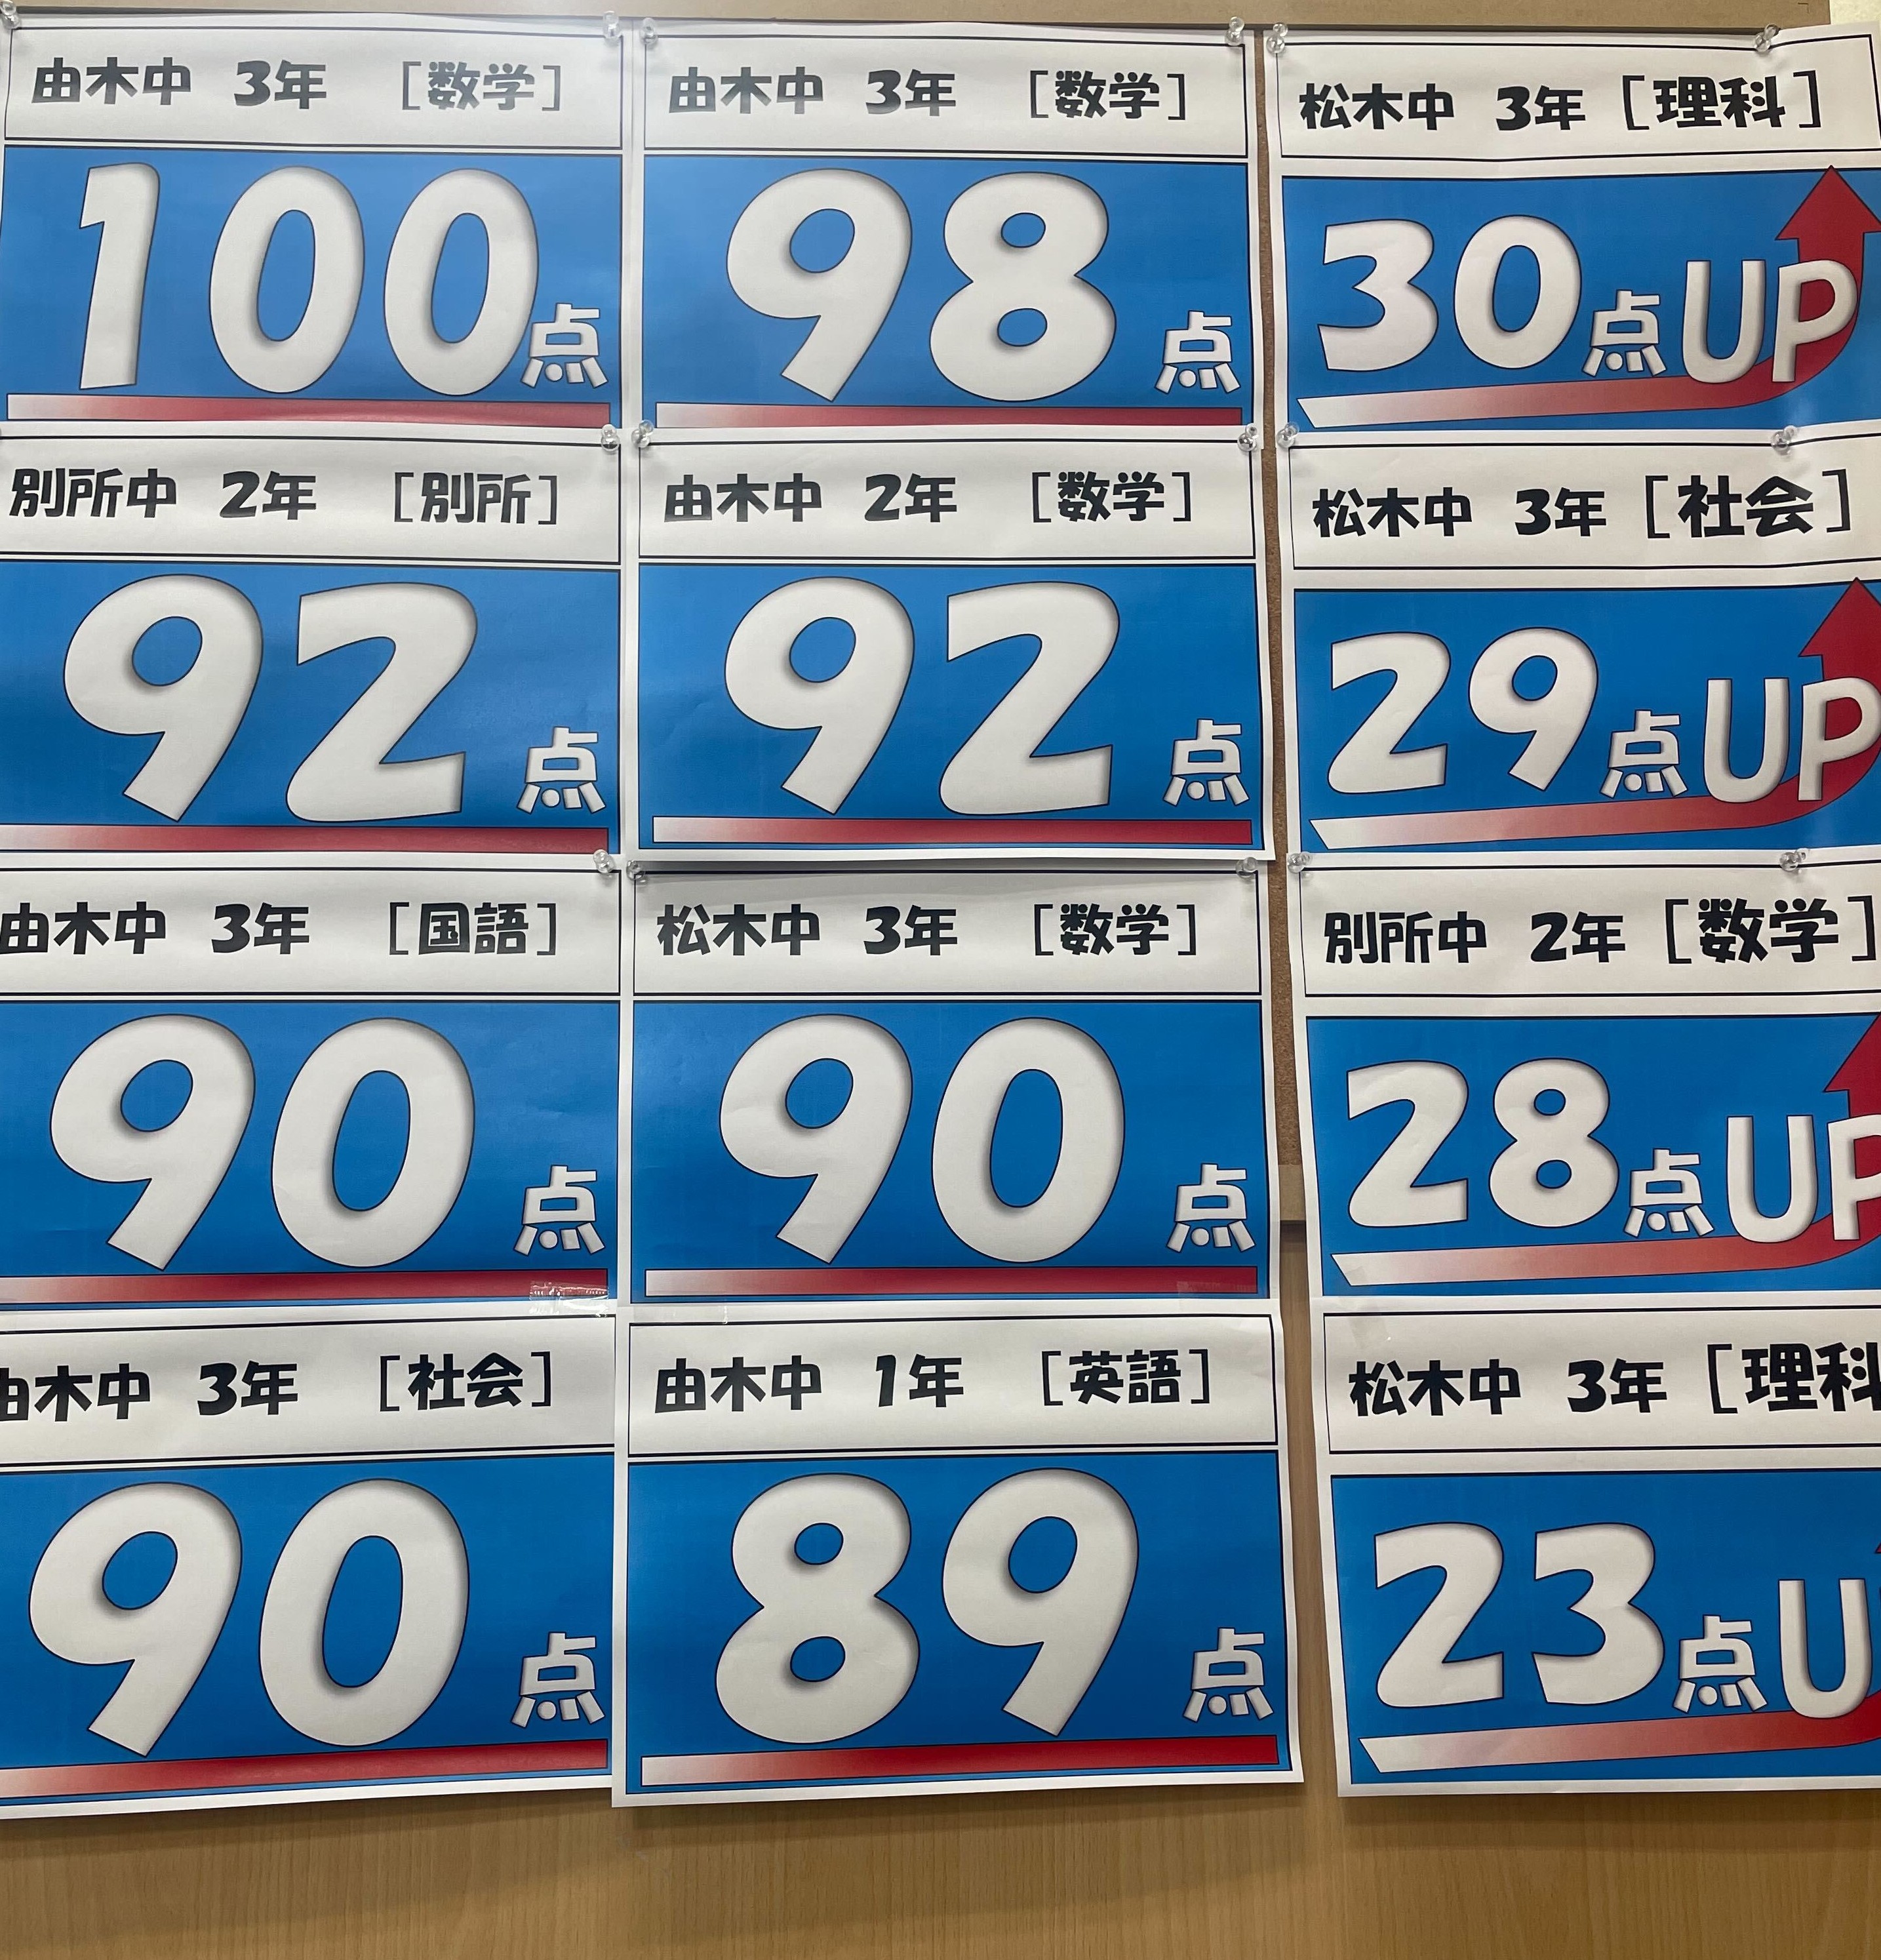 由木中 3年 [数学]
100点
由木中 3年 [数学]
98点
松木中 3年 [理科]
30点UP
別所中 2年 [別所]
92点
由木中 2年 [数学]
92点
松木中 3年 [社会]
29点UP
由木中 3年 [国語]
90点
松木中 3年 [数学]
90点
別所中 2年 [数学]
28点UP
由木中 3年 [社会]
90点
由木中 1年 [英語]
89点
松木中 3年 [理科
23点U